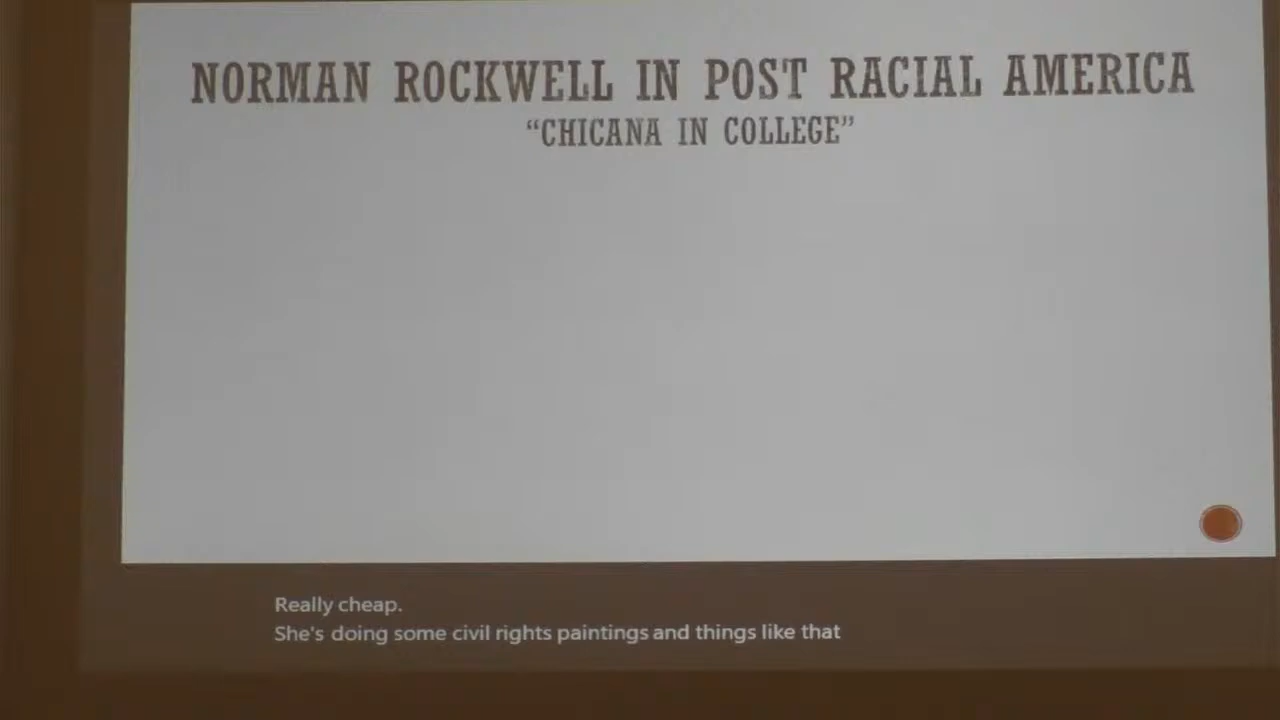 NORMAN ROCKWELL IN POST RACIAL AMERICA
“CHICANA IN COLLEGE”
Really cheap.
She's doing some civil rights paintings and things like that